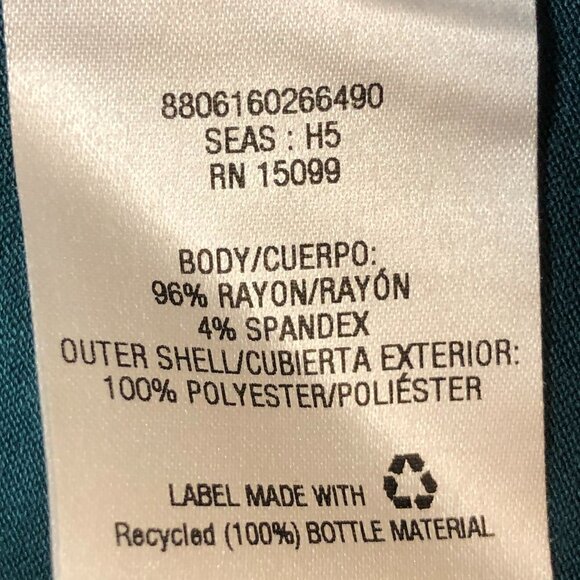 8806160266490
SEAS : H5
RN 15099
BODY/CUERPO:
96% RAYON/RAYÓN
4% SPANDEX
OUTER SHELL/CUBIERTA EXTERIOR:
100% POLYESTER/POLIÉSTER
LABEL MADE WITH
Recycled (100%) BOTTLE MATERIAL